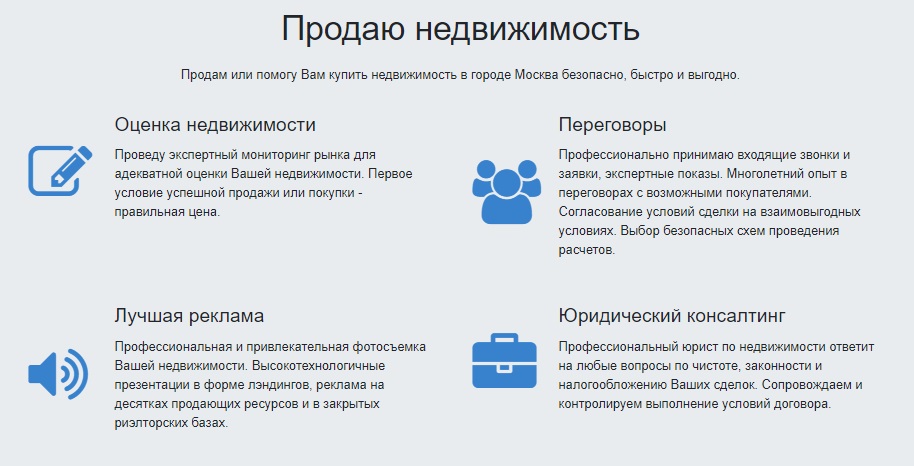 Продаю недвижимость
Продам или помогу Вам купить недвижимость в городе Москва безопасно, быстро и выгодно.
Оценка недвижимости
Проведу экспертный мониторинг рынка для
адекватной оценки Вашей недвижимости. Первое
условие успешной продажи или покупки -
правильная цена.
Переговоры
Профессионально принимаю входящие звонки и
заявки, экспертные показы. Многолетний опыт в
переговорах с возможными покупателями.
Согласование условий сделки на взаимовыгодных
условиях. Выбор безопасных схем проведения
расчетов.
Лучшая реклама
Профессиональная и привлекательная фотосъемка
Вашей недвижимости. Высокотехнологичные
презентации в форме лэндингов, реклама на
десятках продающих ресурсов и в закрытых
риэлторских базах.
Юридический консалтинг
Профессиональный юрист по недвижимости ответит
на любые вопросы по чистоте, законности и
налогообложению Ваших сделок. Сопровождаем и
контролируем выполнение условий договора.